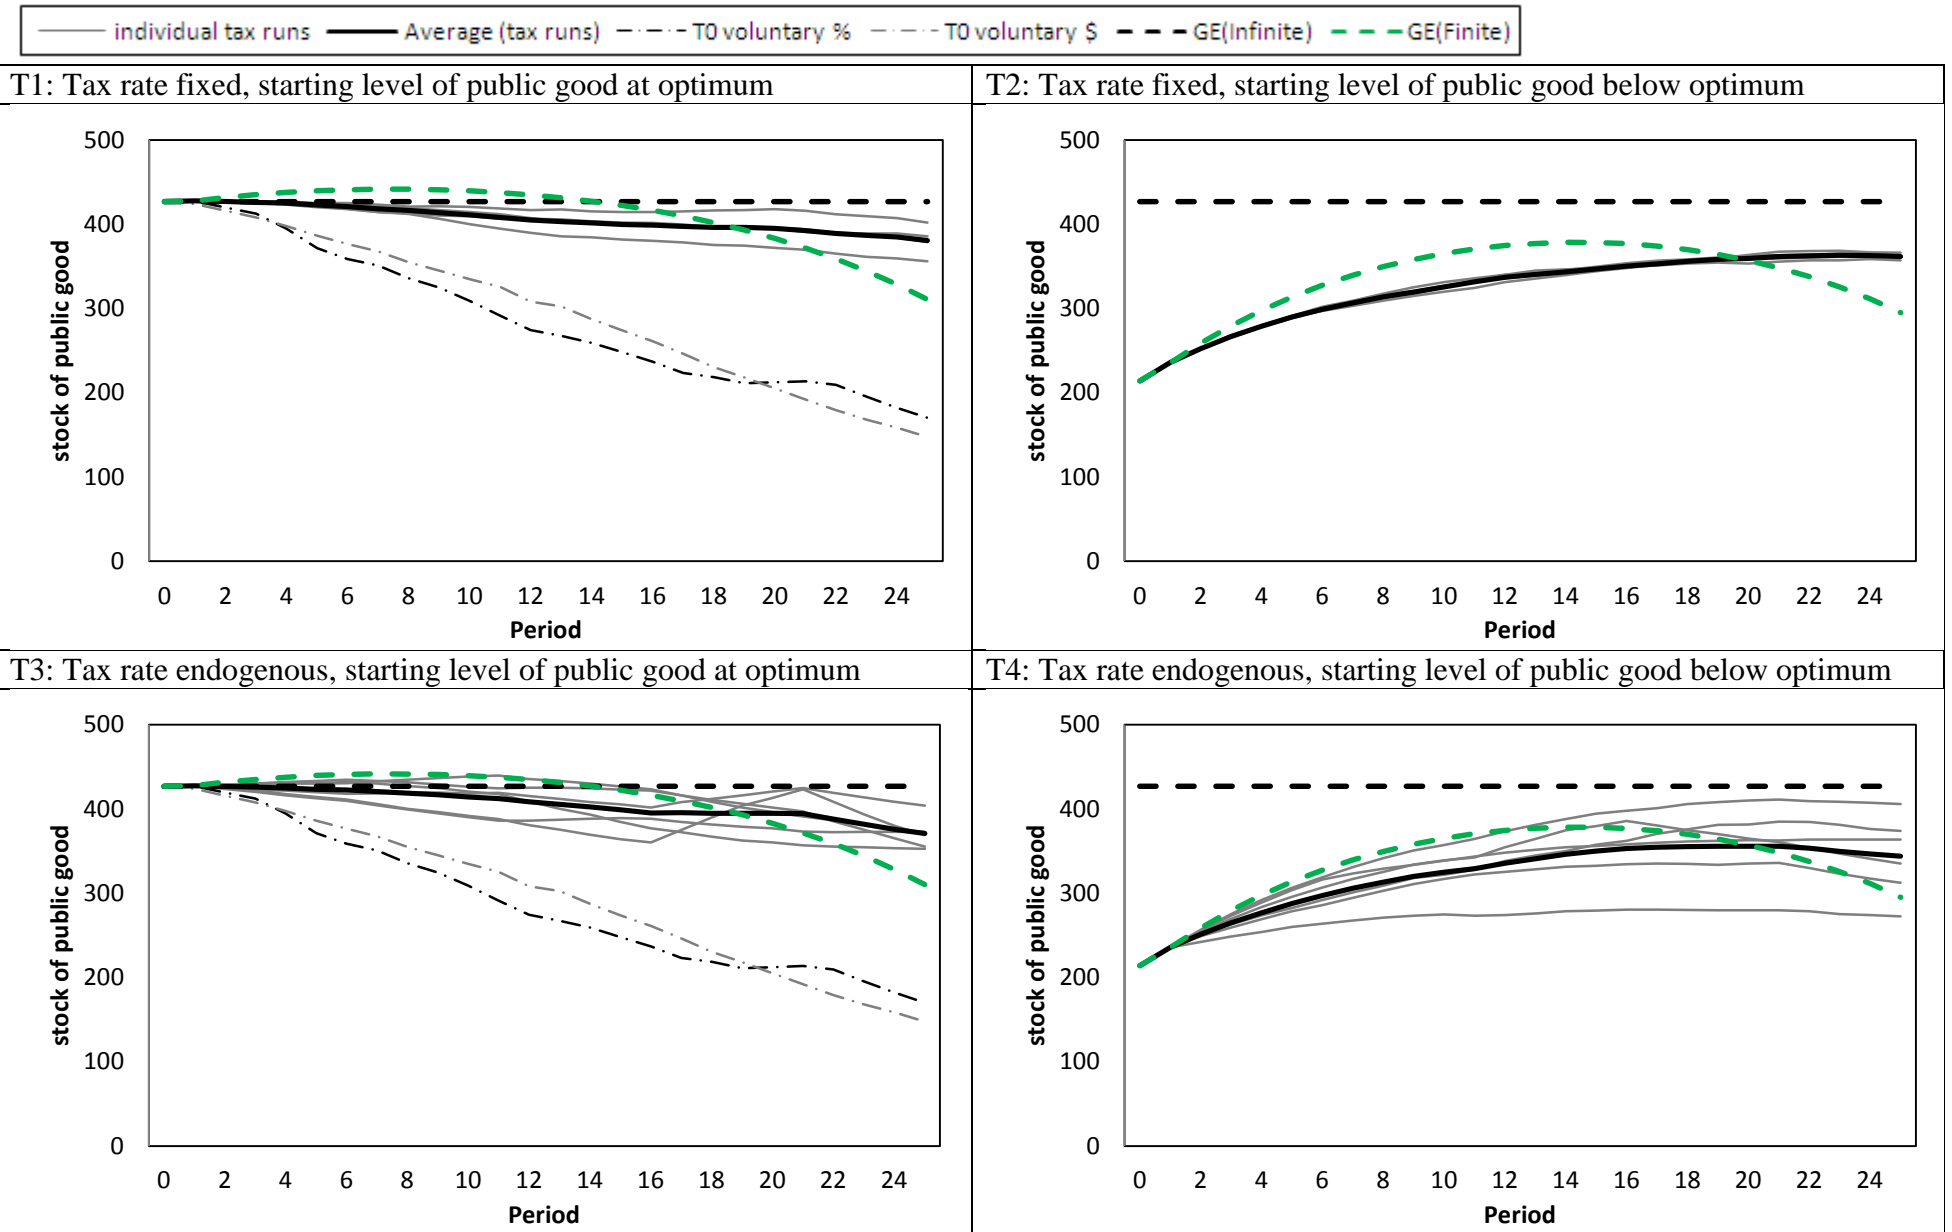 individual tax runs Average (tax runs) T0 voluntary % T0 voluntary $ GE(Infinite) GE(Finite)
T1: Tax rate fixed, starting level of public good at optimum
500
400
300
200
100
0
stock of public good
0 2 4 6 8 10 12 14 16 18 20 22 24
Period
T2: Tax rate fixed, starting level of public good below optimum
500
400
300
200
100
0
stock of public good
0 2 4 6 8 10 12 14 16 18 20 22 24
Period
T3: Tax rate endogenous, starting level of public good at optimum
500
400
300
200
100
0
stock of public good
0 2 4 6 8 10 12 14 16 18 20 22 24
Period
T4: Tax rate endogenous, starting level of public good below optimum
500
400
300
200
100
0
stock of public good
0 2 4 6 8 10 12 14 16 18 20 22 24
Period